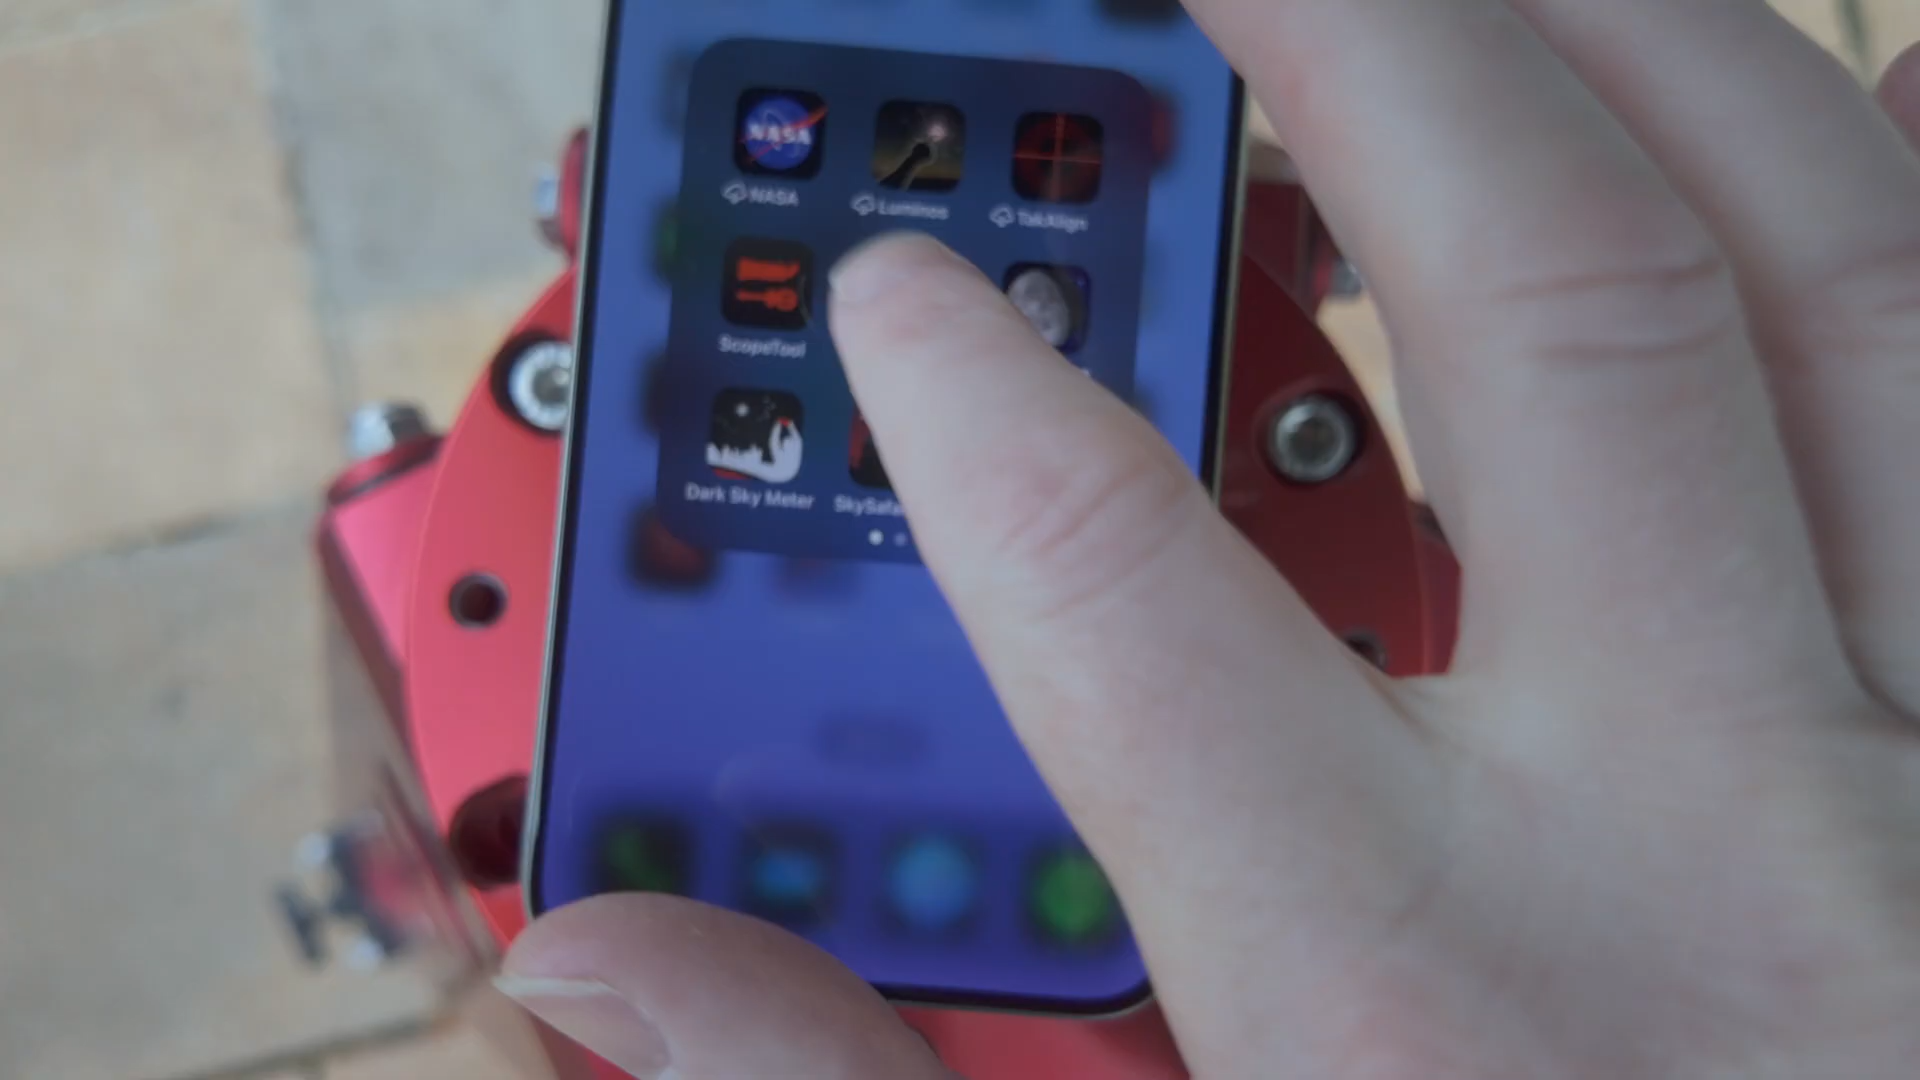 NASA
NASA
Luminos
TakAlign
ScopeTool
Dark Sky Meter